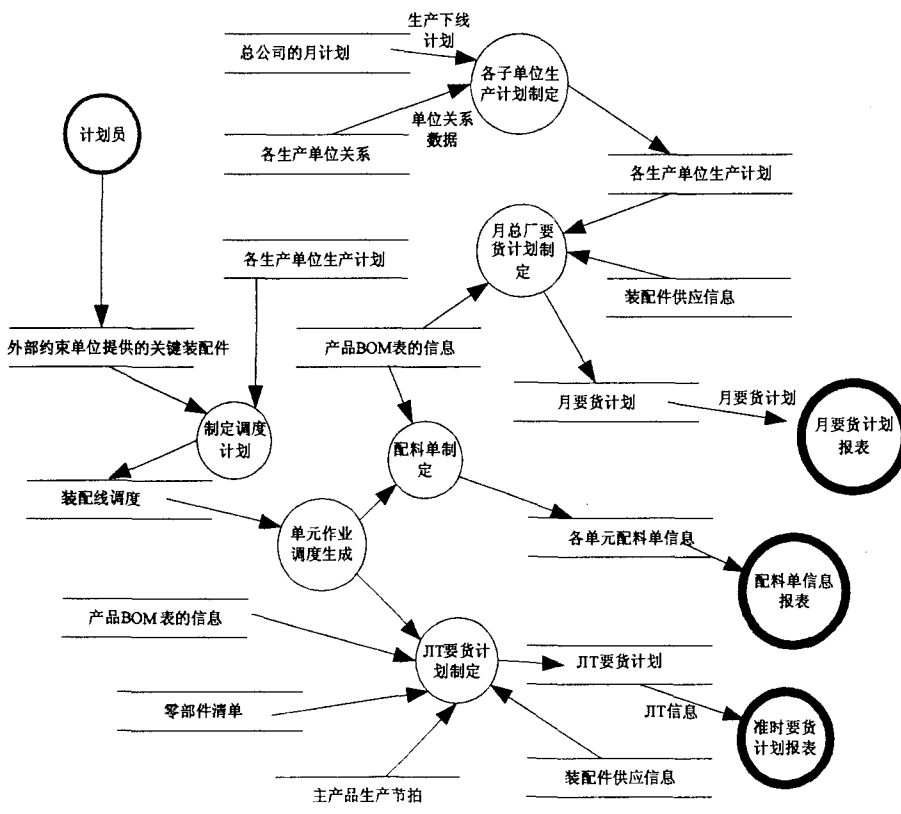 生产下线
计划
总公司的月计划
各子单位生
产计划制定
计划员
单位关系
数据
各生产单位关系
各生产单位生产计划
月总厂要
货计划制
定
各生产单位生产计划
装配件供应信息
外部约束单位提供的关键装配件
产品BOM表的信息
月要货计划
月要货计划
月要货计划
报表
制定调度
计划
配料单制
定
装配线调度
单元作业
调度生成
各单元配料单信息
配料单信息
报表
产品BOM表的信息
JIT要货计
划制定
JIT要货计划
零部件清单
JIT信息
准时要货
计划报表
主产品生产节拍
装配件供应信息